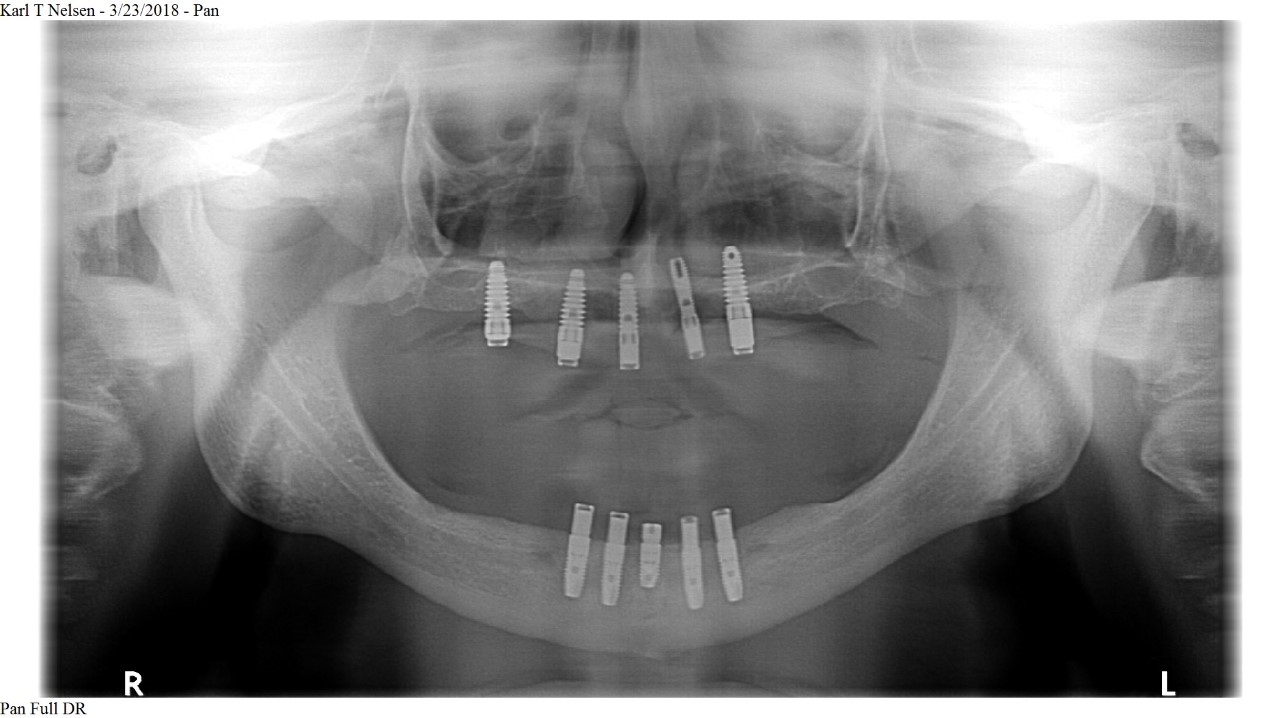 Karl T Nelsen - 3/23/2018 - Pan
R
L
Pan Full DR